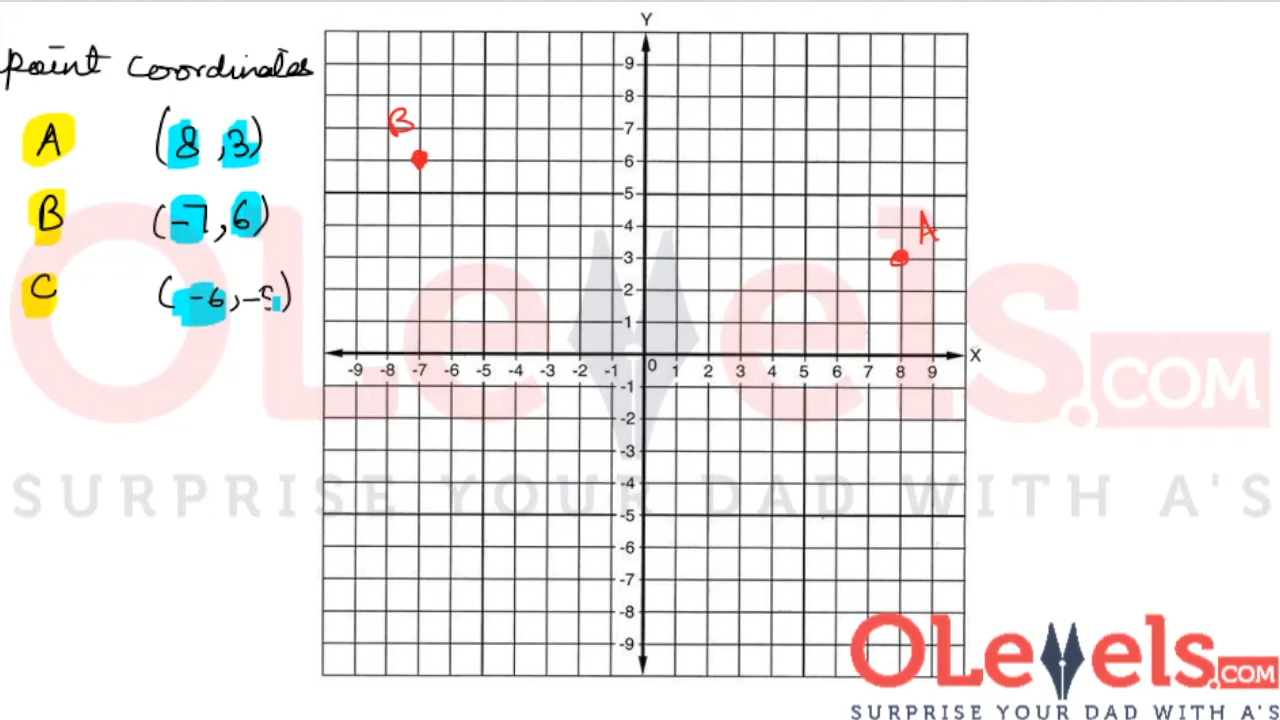 point coordinates
A (8,3)
B (-7,6)
C (-6,-5)
Y
9
8
7
6
5
4
3
2
1
B
A
-9 -8 -7 -6 -5 -4 -3 -2 -1 0 1 2 3 4 5 6 7 8 9 X
-1
-2
-3
-4
-5
-6
-7
-8
-9
OLevels.COM
SURPRISE YOUR DAD WITH A'S
OLevels.COM
SURPRISE YOUR DAD WITH A'S